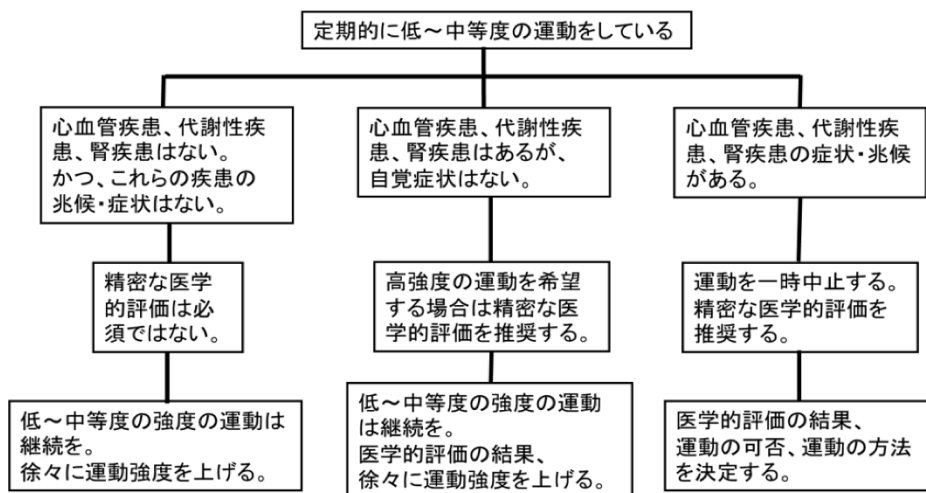 定期的に低～中等度の運動をしている
心血管疾患、代謝性疾
患、腎疾患はない。
かつ、これらの疾患の
兆候・症状はない。
精密な医学
的評価は必
須ではない。
低～中等度の強度の運動は
継続を。
徐々に運動強度を上げる。
心血管疾患、代謝性疾
患、腎疾患はあるが、
自覚症状はない。
高強度の運動を希望
する場合は精密な医
学的評価を推奨する。
低～中等度の強度の運動
は継続を。
医学的評価の結果、
徐々に運動強度を上げる。
心血管疾患、代謝性疾
患、腎疾患の症状・兆候
がある。
運動を一時中止する。
精密な医学的評価を
推奨する。
医学的評価の結果、
運動の可否、運動の方法
を決定する。